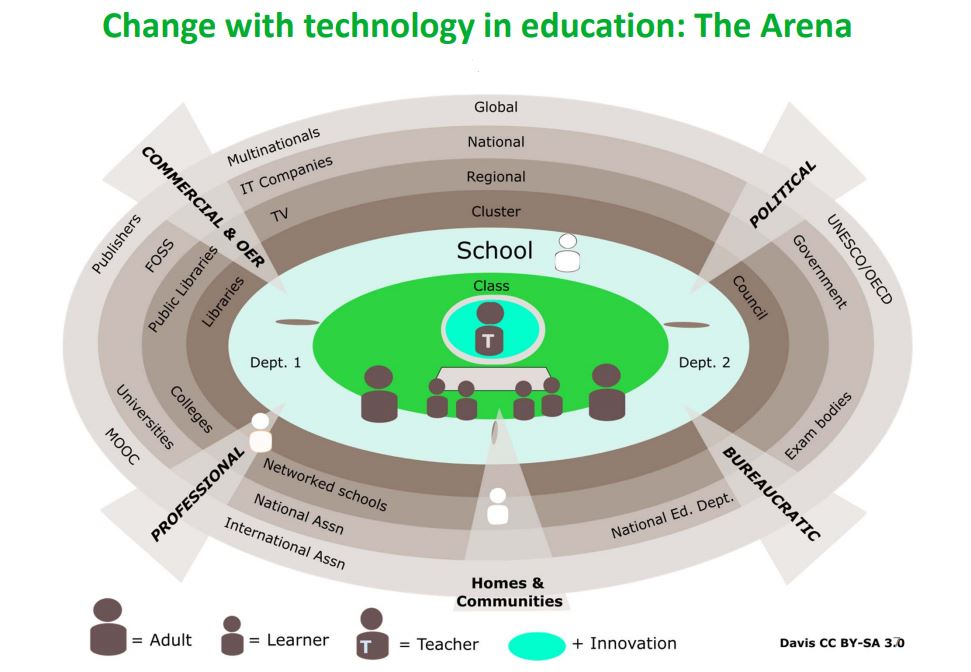 Change with technology in education: The Arena
Global
Multinationals
National
IT Companies
Regional
TV
Cluster
COMMERCIAL & OER
POLITICAL
Publishers
FOSS
Public Libraries
Libraries
School
UNESCO/OECD
Government
Council
Class
T
Dept. 1
Dept. 2
Universities
Colleges
MOOC
Exam bodies
PROFESSIONAL
BUREAUCRATIC
Networked schools
National Assn
International Assn
National Ed. Dept.
Homes &
Communities
= Adult
= Learner
T
= Teacher
+ Innovation
Davis CC BY-SA 3.0